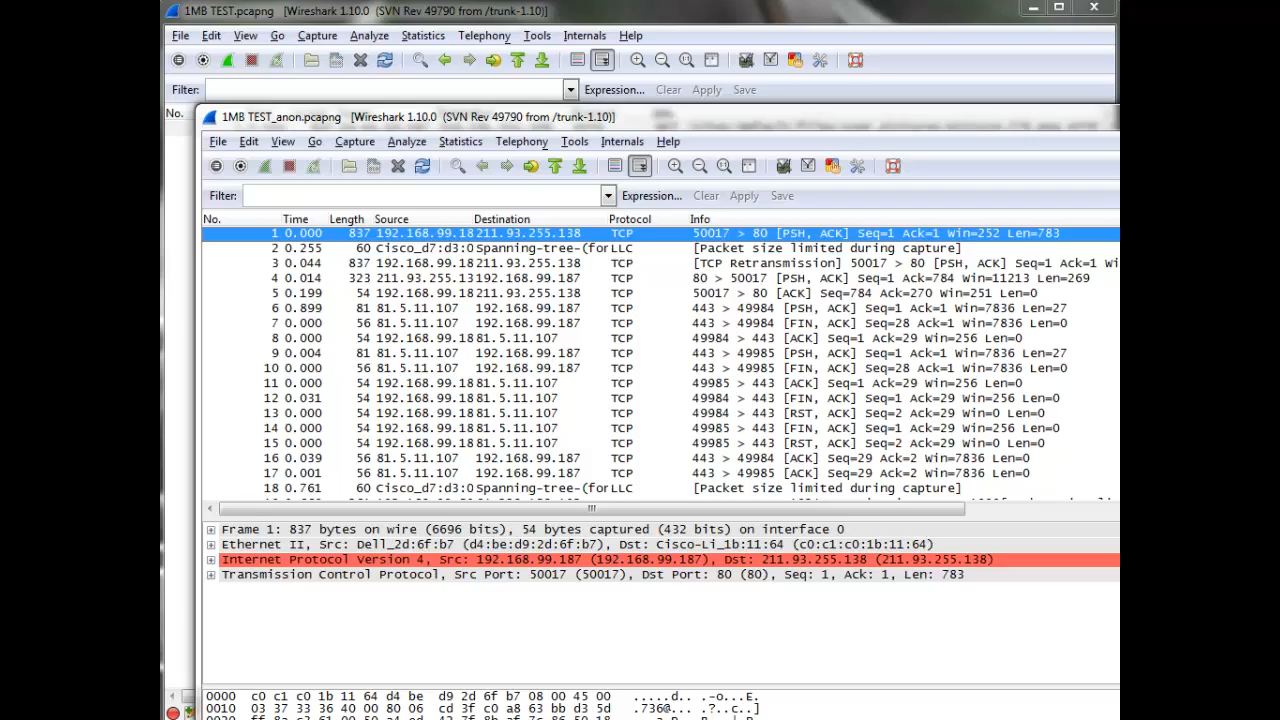 1MB TEST.pcapng [Wireshark 1.10.0 (SVN Rev 49790 from /trunk-1.10)]
File Edit View Go Capture Analyze Statistics Telephony Tools Internals Help
Filter: Expression... Clear Apply Save
No.
1MB TEST_anon.pcapng [Wireshark 1.10.0 (SVN Rev 49790 from /trunk-1.10)]
File Edit View Go Capture Analyze Statistics Telephony Tools Internals Help
Filter: Expression... Clear Apply Save
No. Time Length Source Destination Protocol Info
1 0.000 837 192.168.99.18 211.93.255.138 TCP 50017 > 80 [PSH, ACK] Seq=1 Ack=1 Win=252 Len=783
2 0.255 60 Cisco_d7:d3:0 Spanning-tree-(for LLC [Packet size limited during capture]
3 0.044 837 192.168.99.18 211.93.255.138 TCP [TCP Retransmission] 50017 > 80 [PSH, ACK] Seq=1 Ack=1 Wi
4 0.014 323 211.93.255.13 192.168.99.187 TCP 80 > 50017 [PSH, ACK] Seq=1 Ack=784 Win=11213 Len=269
5 0.199 54 192.168.99.18 211.93.255.138 TCP 50017 > 80 [ACK] Seq=784 Ack=270 Win=251 Len=0
6 0.899 81 81.5.11.107 192.168.99.187 TCP 443 > 49984 [PSH, ACK] Seq=1 Ack=1 Win=7836 Len=27
7 0.000 56 81.5.11.107 192.168.99.187 TCP 443 > 49984 [FIN, ACK] Seq=28 Ack=1 Win=7836 Len=0
8 0.000 54 192.168.99.18 81.5.11.107 TCP 49984 > 443 [ACK] Seq=1 Ack=29 Win=256 Len=0
9 0.004 81 81.5.11.107 192.168.99.187 TCP 443 > 49985 [PSH, ACK] Seq=1 Ack=1 Win=7836 Len=27
10 0.000 56 81.5.11.107 192.168.99.187 TCP 443 > 49985 [FIN, ACK] Seq=28 Ack=1 Win=7836 Len=0
11 0.000 54 192.168.99.18 81.5.11.107 TCP 49985 > 443 [ACK] Seq=1 Ack=29 Win=256 Len=0
12 0.031 54 192.168.99.18 81.5.11.107 TCP 49984 > 443 [FIN, ACK] Seq=1 Ack=29 Win=256 Len=0
13 0.000 54 192.168.99.18 81.5.11.107 TCP 49984 > 443 [RST, ACK] Seq=2 Ack=29 Win=0 Len=0
14 0.000 54 192.168.99.18 81.5.11.107 TCP 49985 > 443 [FIN, ACK] Seq=1 Ack=29 Win=256 Len=0
15 0.000 54 192.168.99.18 81.5.11.107 TCP 49985 > 443 [RST, ACK] Seq=2 Ack=29 Win=0 Len=0
16 0.039 56 81.5.11.107 192.168.99.187 TCP 443 > 49984 [ACK] Seq=29 Ack=2 Win=7836 Len=0
17 0.001 56 81.5.11.107 192.168.99.187 TCP 443 > 49985 [ACK] Seq=29 Ack=2 Win=7836 Len=0
18 0.761 60 Cisco_d7:d3:0 Spanning-tree-(for LLC [Packet size limited during capture]
Frame 1: 837 bytes on wire (6696 bits), 54 bytes captured (432 bits) on interface 0
Ethernet II, Src: Dell_2d:6f:b7 (d4:be:d9:2d:6f:b7), Dst: Cisco-Li_1b:11:64 (c0:c1:c0:1b:11:64)
Internet Protocol Version 4, Src: 192.168.99.187 (192.168.99.187), Dst: 211.93.255.138 (211.93.255.138)
Transmission Control Protocol, Src Port: 50017 (50017), Dst Port: 80 (80), Seq: 1, Ack: 1, Len: 783
0000 c0 c1 c0 1b 11 64 d4 be d9 2d 6f b7 08 00 45 00 .....d.. .-o...E.
0010 03 37 33 36 40 00 80 06 cd 3f c0 a8 63 bb d3 5d .736@... .?..c..]